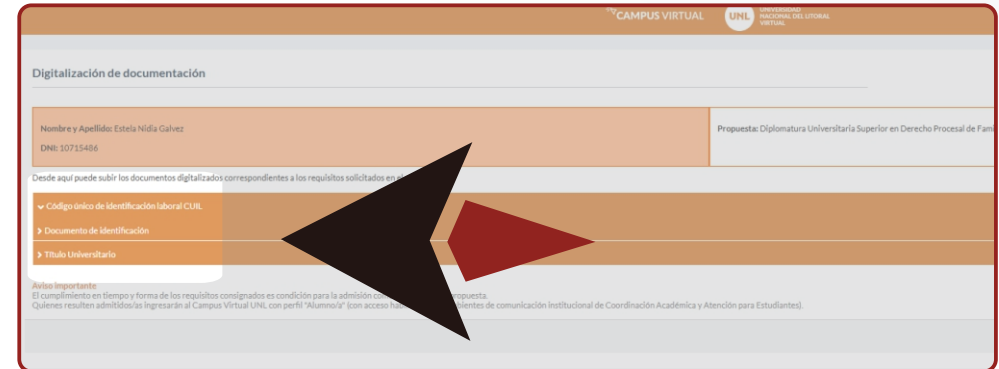 CAMPUS VIRTUAL
UNL
UNIVERSIDAD
NACIONAL DEL LITORAL
VIRTUAL
Digitalización de documentación
Nombre y Apellido: Estela Nidia Galvez
DNI: 10715486
Propuesta: Diplomatura Universitaria Superior en Derecho Procesal de Fami
Desde aquí puede subir los documentos digitalizados correspondientes a los requisitos solicitados en
Código único de identificación laboral CUIL
Documento de identificación
Título Universitario
Aviso importante
El cumplimiento en tiempo y forma de los requisitos consignados es condición para la admisión
Quienes resulten admitidos/as ingresarán al Campus Virtual UNL con perfil "Alumno/a" (con acceso de comunicación institucional de Coordinación Académica y Atención para Estudiantes).